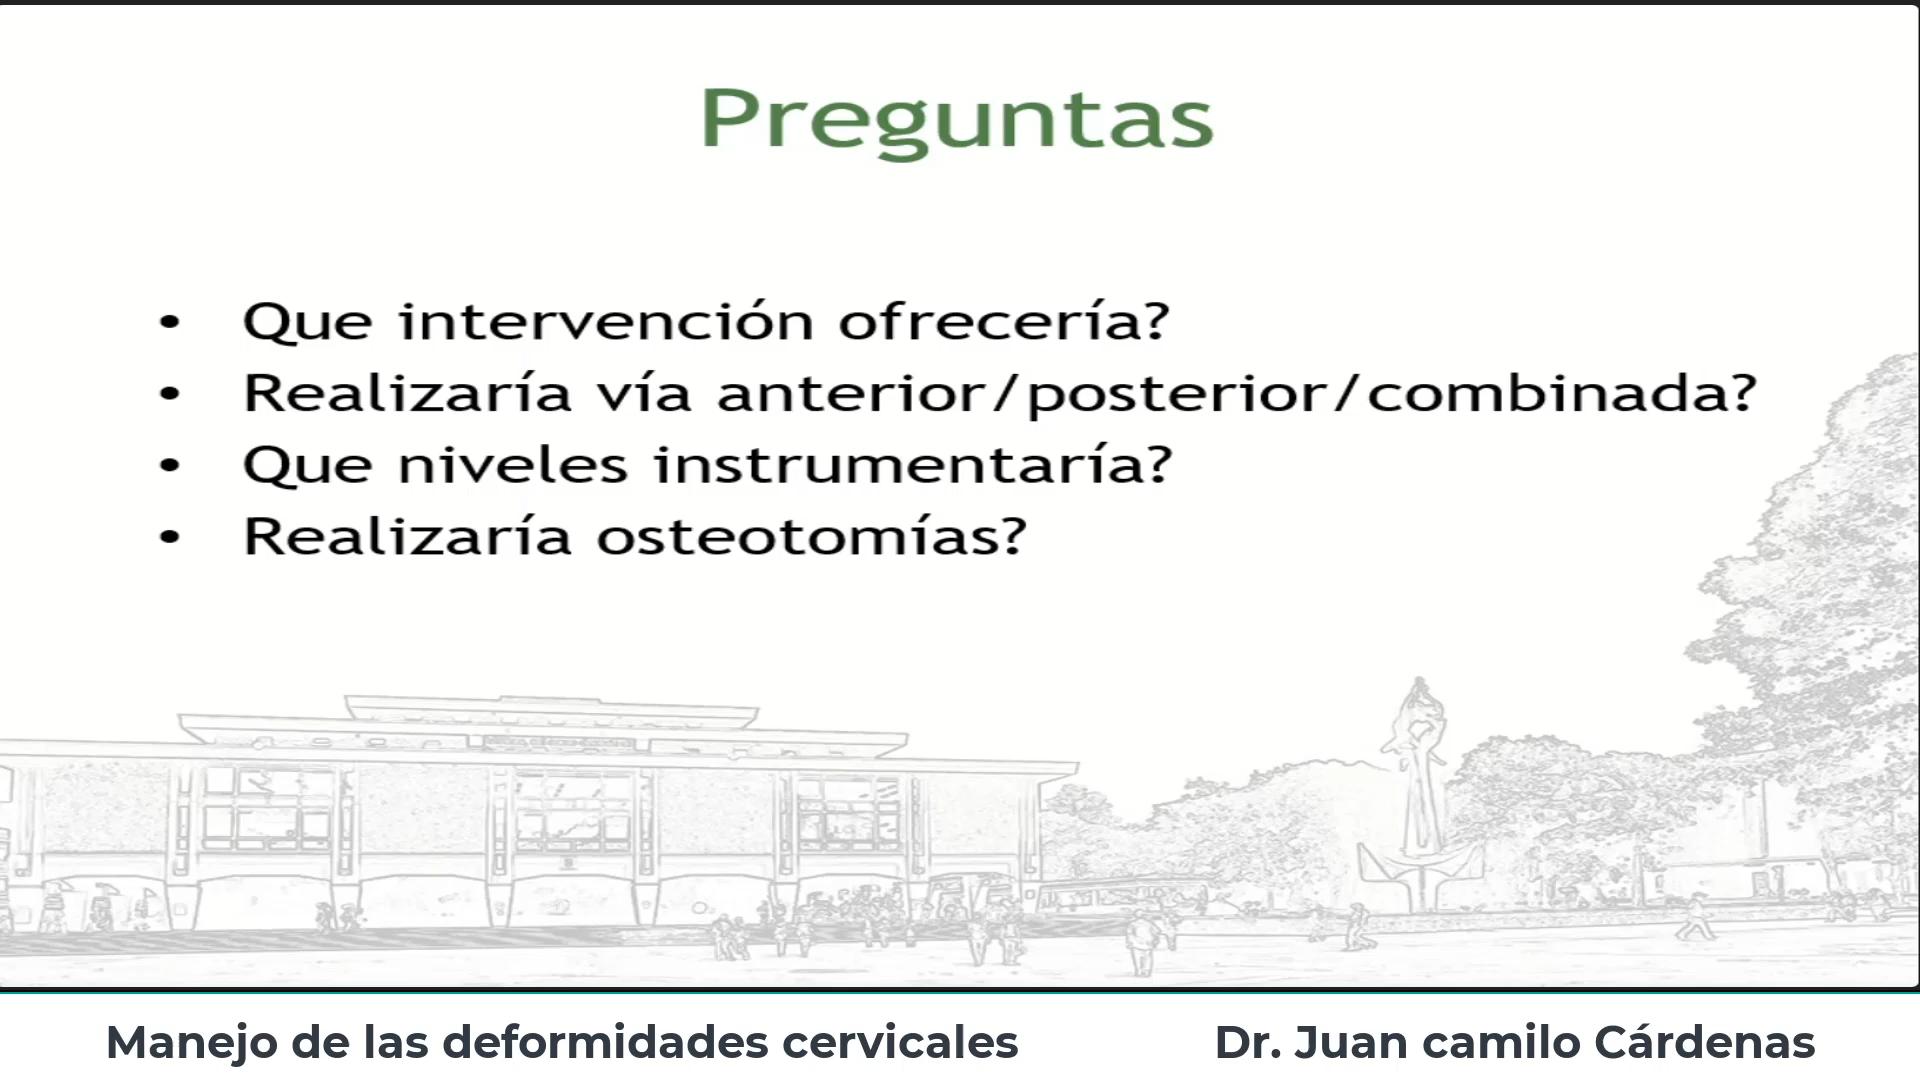 Preguntas
• Que intervención ofrecería?
• Realizaría vía anterior/posterior/combinada?
• Que niveles instrumentaría?
• Realizaría osteotomías?
Manejo de las deformidades cervicales
Dr. Juan camilo Cárdenas